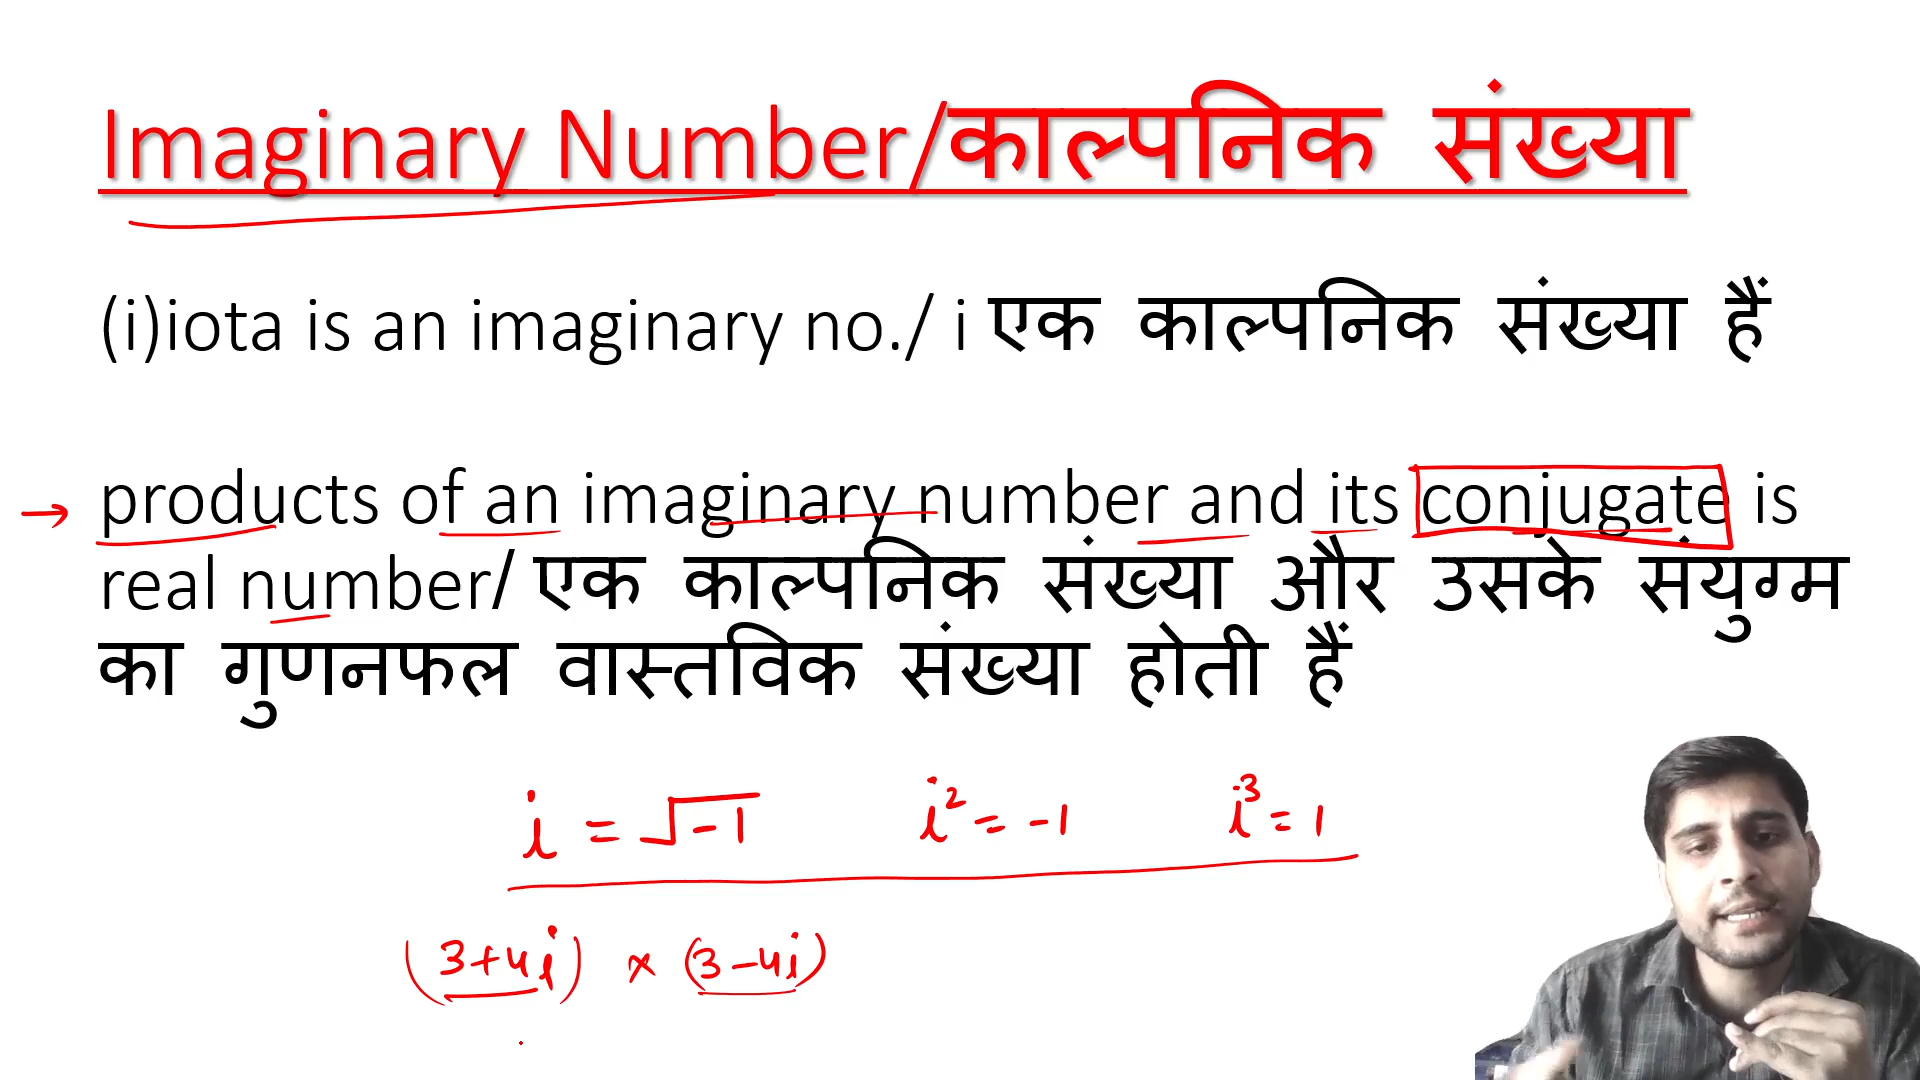 Imaginary Number/काल्पनिक संख्या
(i)iota is an imaginary no./ i एक काल्पनिक संख्या हैं
→ products of an imaginary number and its conjugate is
real number/ एक काल्पनिक संख्या और उसके संयुग्म
का गुणनफल वास्तविक संख्या होती हैं
i = √-1 i² = -1 i³ = 1
(3+4i) × (3-4i)